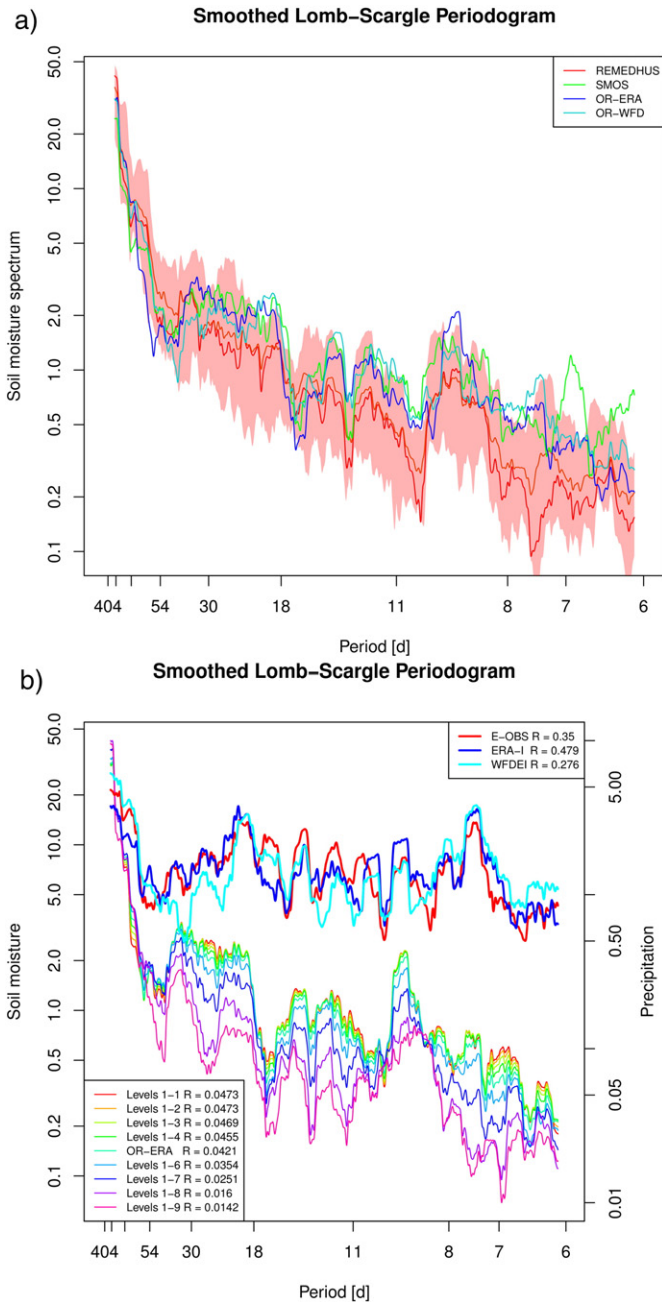 a)
Smoothed Lomb−Scargle Periodogram
REMEDHUS
SMOS
OR−ERA
OR−WFD
Soil moisture spectrum
50.0
20.0
10.0
5.0
2.0
1.0
0.5
0.2
0.1
404 54 30 18 11 8 7 6
Period [d]
b)
Smoothed Lomb−Scargle Periodogram
E−OBS R = 0.35
ERA−I R = 0.479
WFDEI R = 0.276
Soil moisture
50.0
20.0
10.0
5.0
2.0
1.0
0.5
0.2
0.1
Precipitation
5.00
0.50
0.05
0.01
Levels 1−1 R = 0.0473
Levels 1−2 R = 0.0473
Levels 1−3 R = 0.0469
Levels 1−4 R = 0.0455
OR−ERA R = 0.0421
Levels 1−6 R = 0.0354
Levels 1−7 R = 0.0251
Levels 1−8 R = 0.016
Levels 1−9 R = 0.0142
404 54 30 18 11 8 7 6
Period [d]